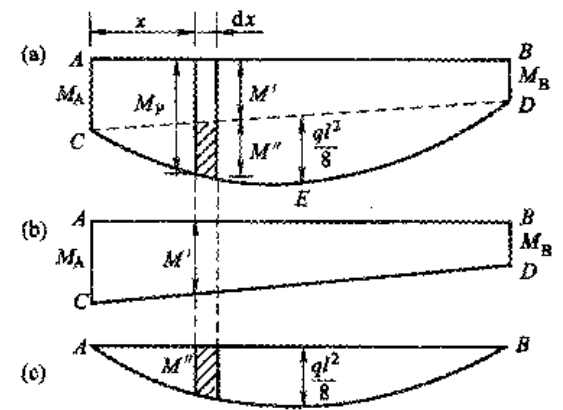 x dx
(a) A B
M_A M_P M' M_B
C D
M'' ql²/8
E
(b) A B
M_A M' M_B
C D
A B
(c) M'' ql²/8